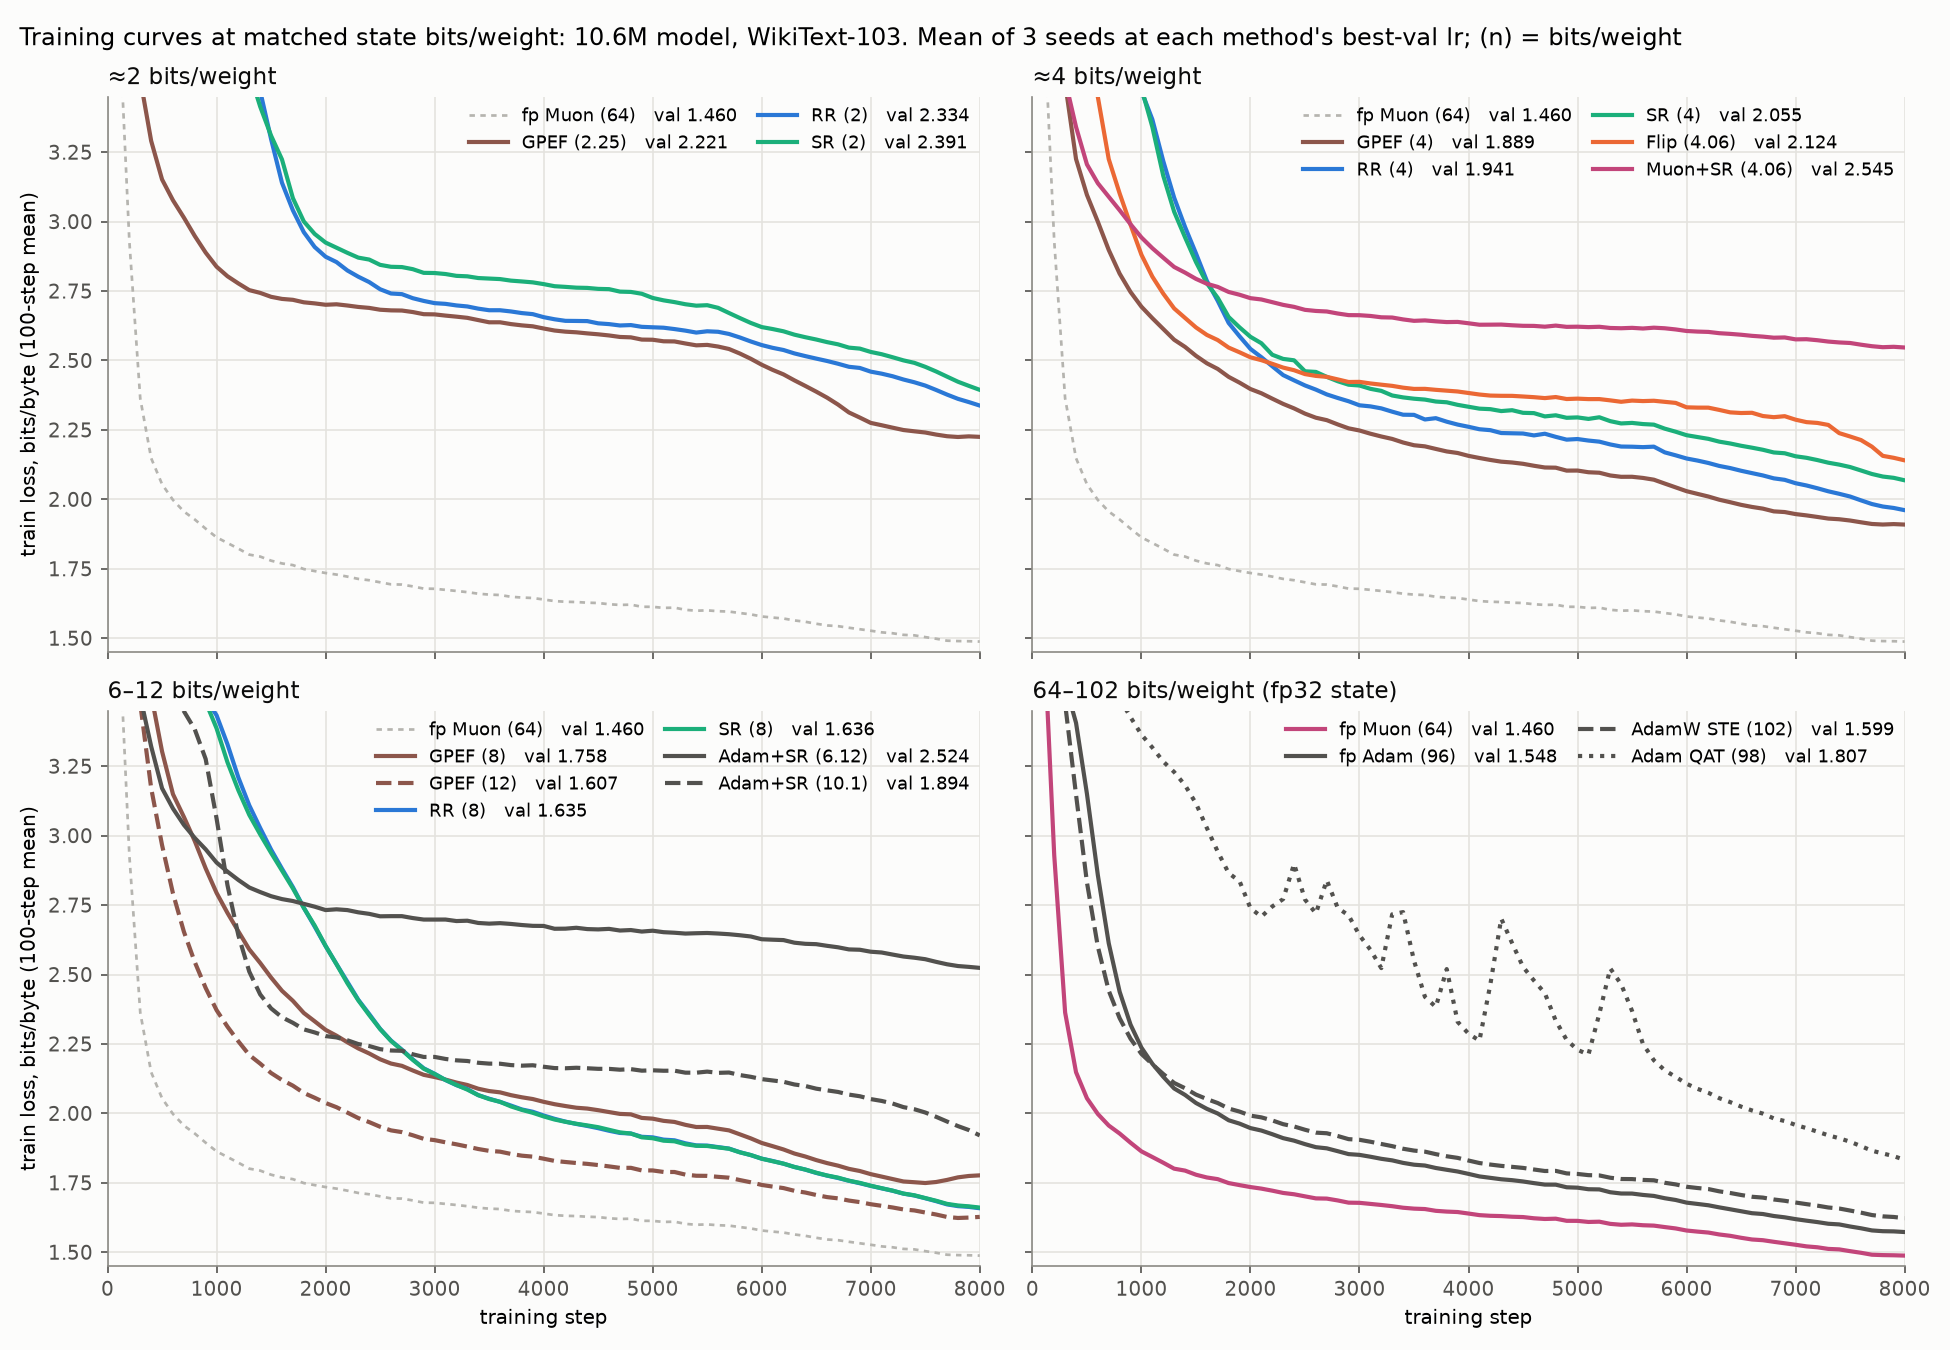 Training curves at matched state bits/weight: 10.6M model, WikiText-103. Mean of 3 seeds at each method's best-val lr; (n) = bits/weight
≈2 bits/weight
fp Muon (64) val 1.460
GPEF (2.25) val 2.221
RR (2) val 2.334
SR (2) val 2.391
3.25
3.00
2.75
2.50
2.25
2.00
1.75
1.50
train loss, bits/byte (100-step mean)
≈4 bits/weight
fp Muon (64) val 1.460
GPEF (4) val 1.889
RR (4) val 1.941
SR (4) val 2.055
Flip (4.06) val 2.124
Muon+SR (4.06) val 2.545
6–12 bits/weight
fp Muon (64) val 1.460
GPEF (8) val 1.758
GPEF (12) val 1.607
RR (8) val 1.635
SR (8) val 1.636
Adam+SR (6.12) val 2.524
Adam+SR (10.1) val 1.894
3.25
3.00
2.75
2.50
2.25
2.00
1.75
1.50
train loss, bits/byte (100-step mean)
0 1000 2000 3000 4000 5000 6000 7000 8000
training step
64–102 bits/weight (fp32 state)
fp Muon (64) val 1.460
fp Adam (96) val 1.548
AdamW STE (102) val 1.599
Adam QAT (98) val 1.807
0 1000 2000 3000 4000 5000 6000 7000 8000
training step